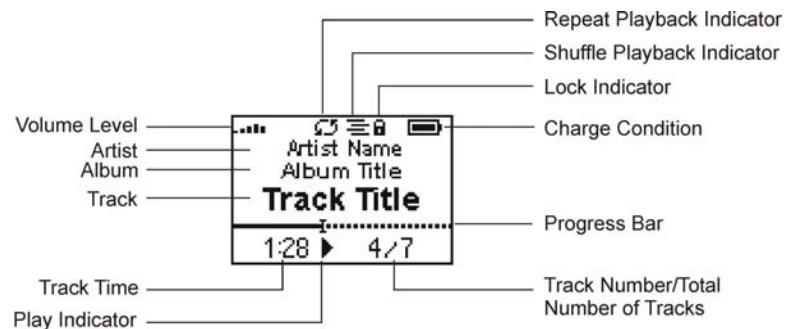 Repeat Playback Indicator
Shuffle Playback Indicator
Lock Indicator
Volume Level
Charge Condition
Artist
Artist Name
Album
Album Title
Track
Track Title
Progress Bar
1:28
4/7
Track Time
Track Number/Total
Number of Tracks
Play Indicator